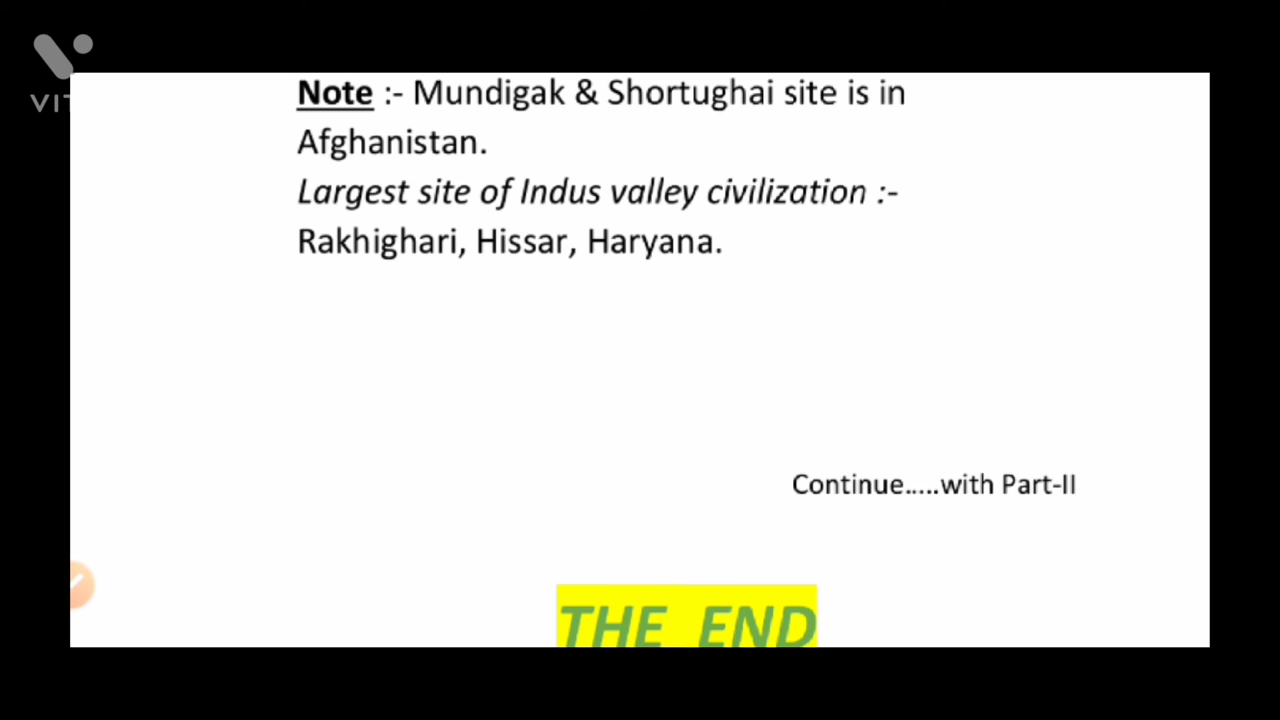 VIT
Note :- Mundigak & Shortughai site is in
Afghanistan.
Largest site of Indus valley civilization :-
Rakhighari, Hissar, Haryana.
Continue.....with Part-II
THE END